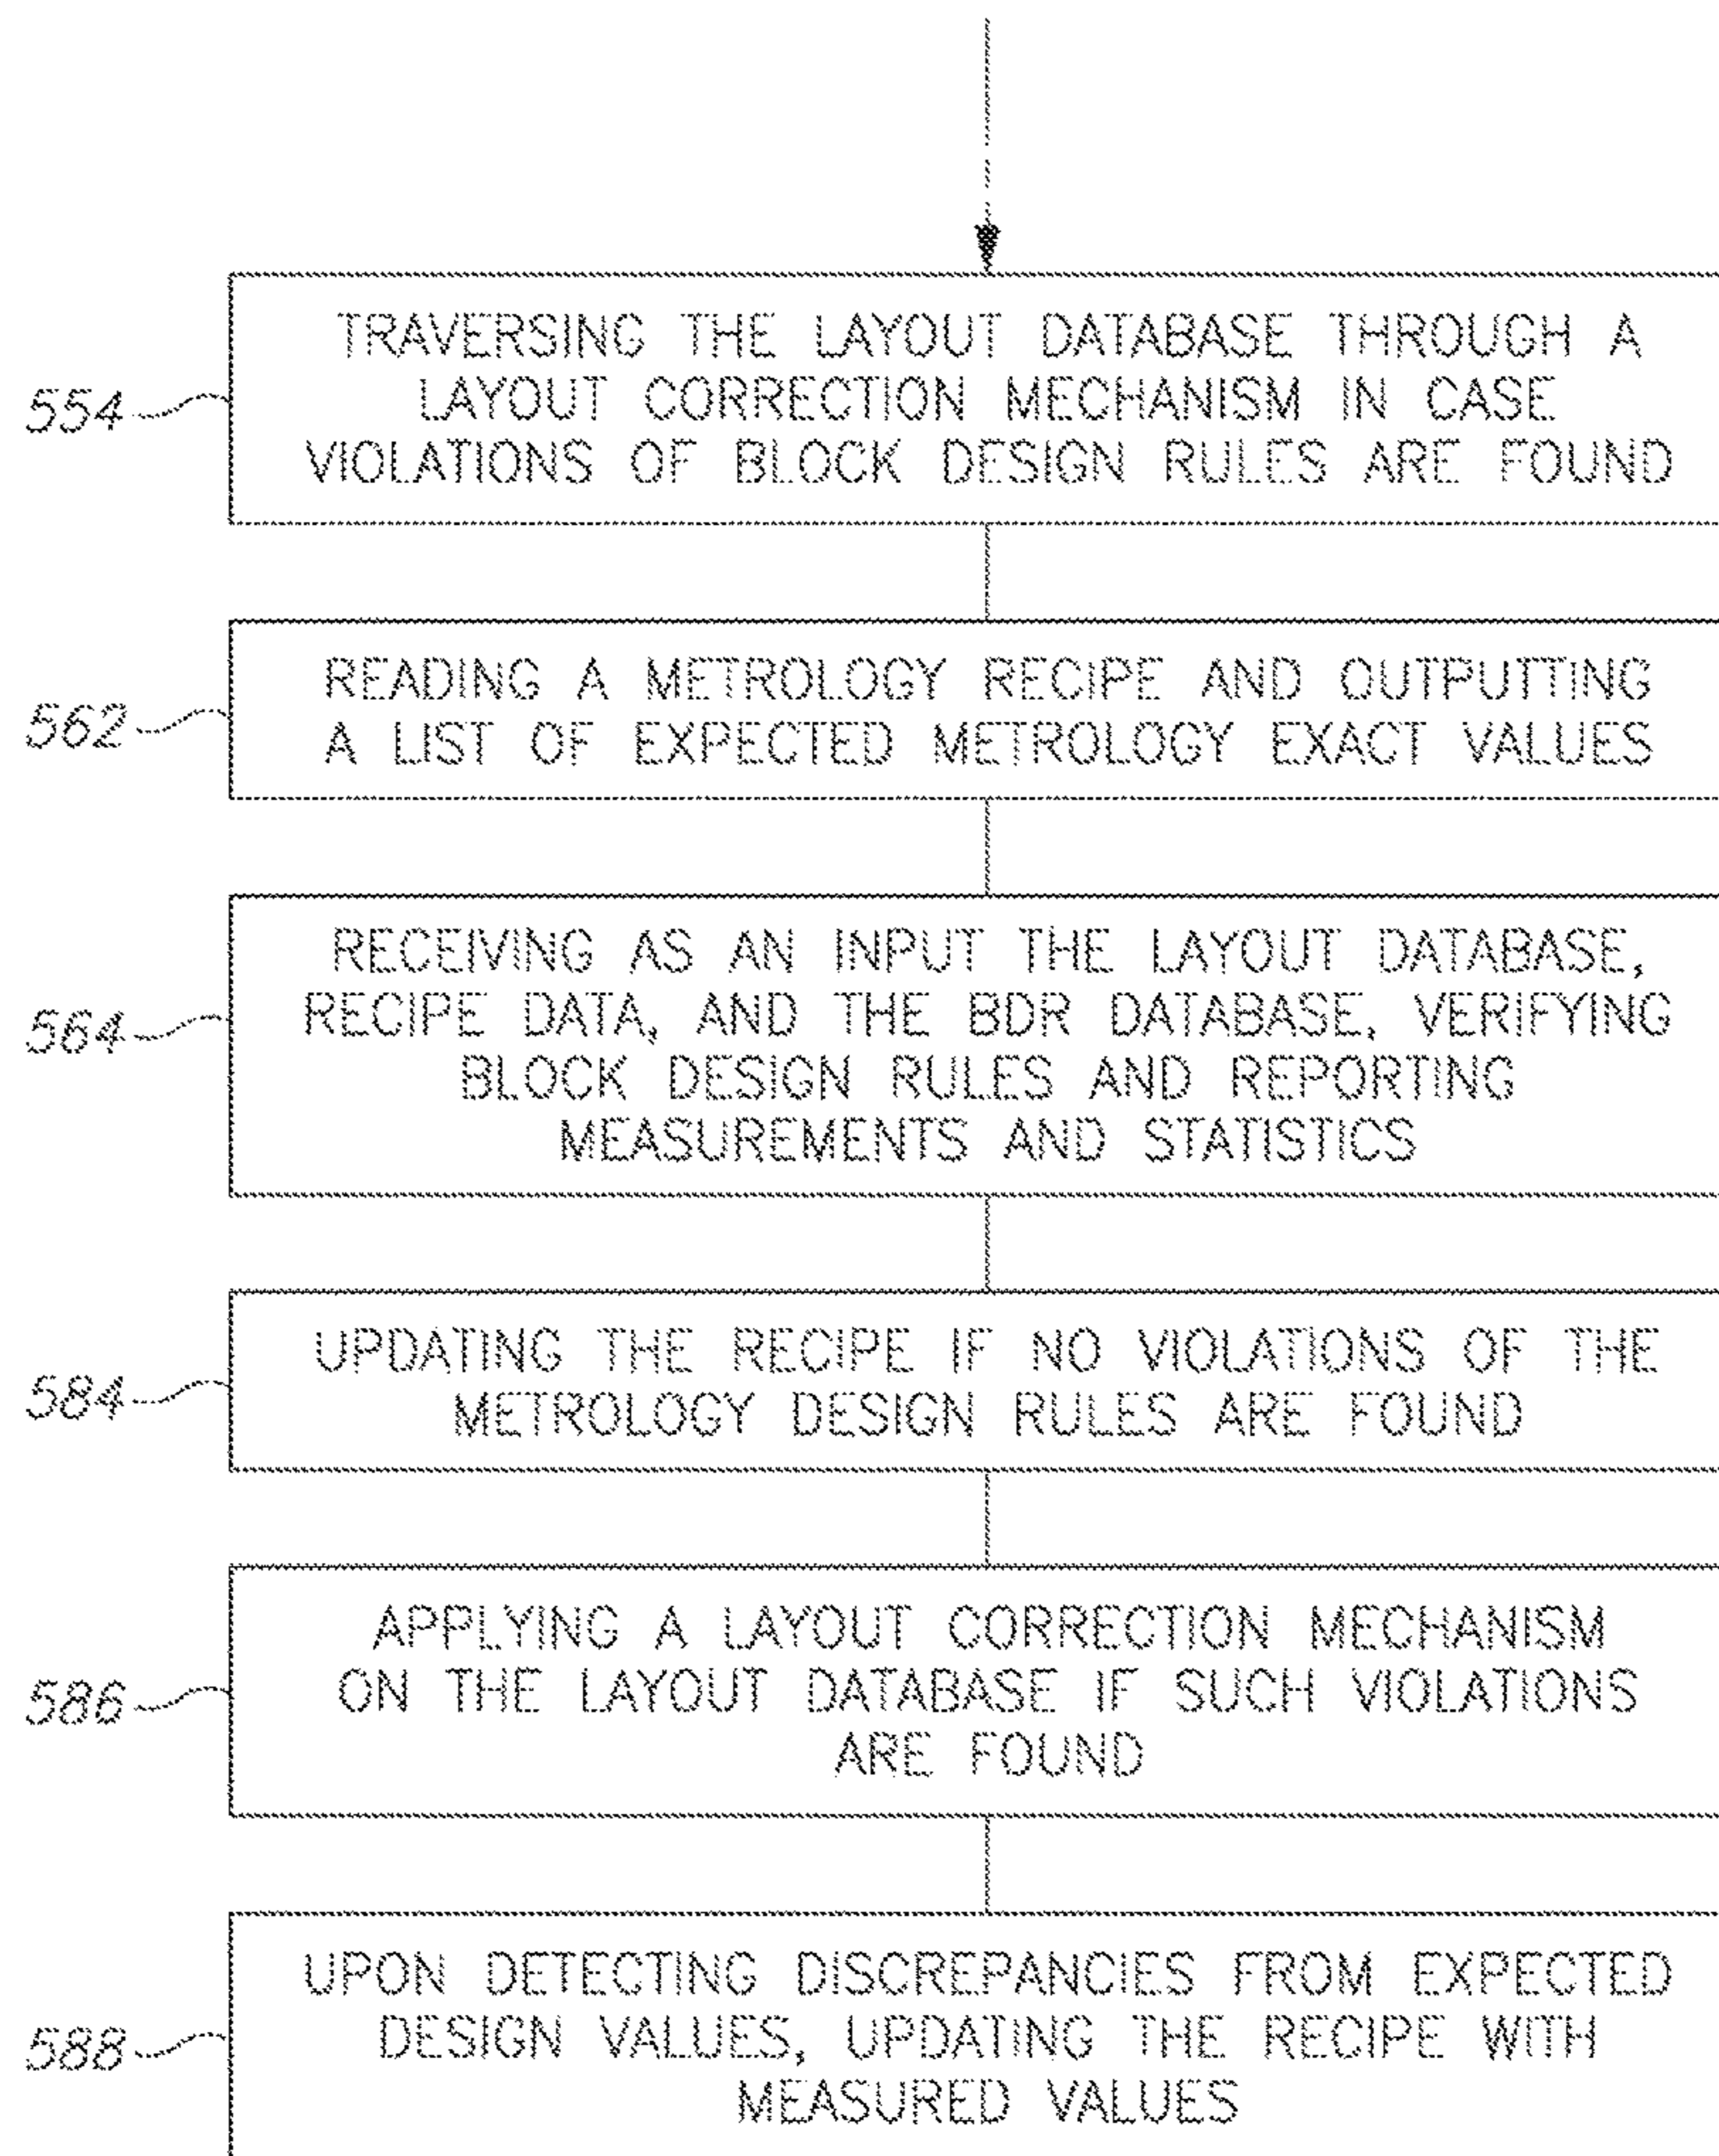 TRAVERSING THE LAYOUT DATABASE THROUGH A
LAYOUT CORRECTION MECHANISM IN CASE
VIOLATIONS OF BLOCK DESIGN RULES ARE FOUND
554
READING A METROLOGY RECIPE AND OUTPUTTING
A LIST OF EXPECTED METROLOGY EXACT VALUES
562
RECEIVING AS AN INPUT THE LAYOUT DATABASE,
RECIPE DATA, AND THE BDR DATABASE, VERIFYING
BLOCK DESIGN RULES AND REPORTING
MEASUREMENTS AND STATISTICS
564
UPDATING THE RECIPE IF NO VIOLATIONS OF THE
METROLOGY DESIGN RULES ARE FOUND
584
APPLYING A LAYOUT CORRECTION MECHANISM
ON THE LAYOUT DATABASE IF SUCH VIOLATIONS
ARE FOUND
586
UPON DETECTING DISCREPANCIES FROM EXPECTED
DESIGN VALUES, UPDATING THE RECIPE WITH
MEASURED VALUES
588